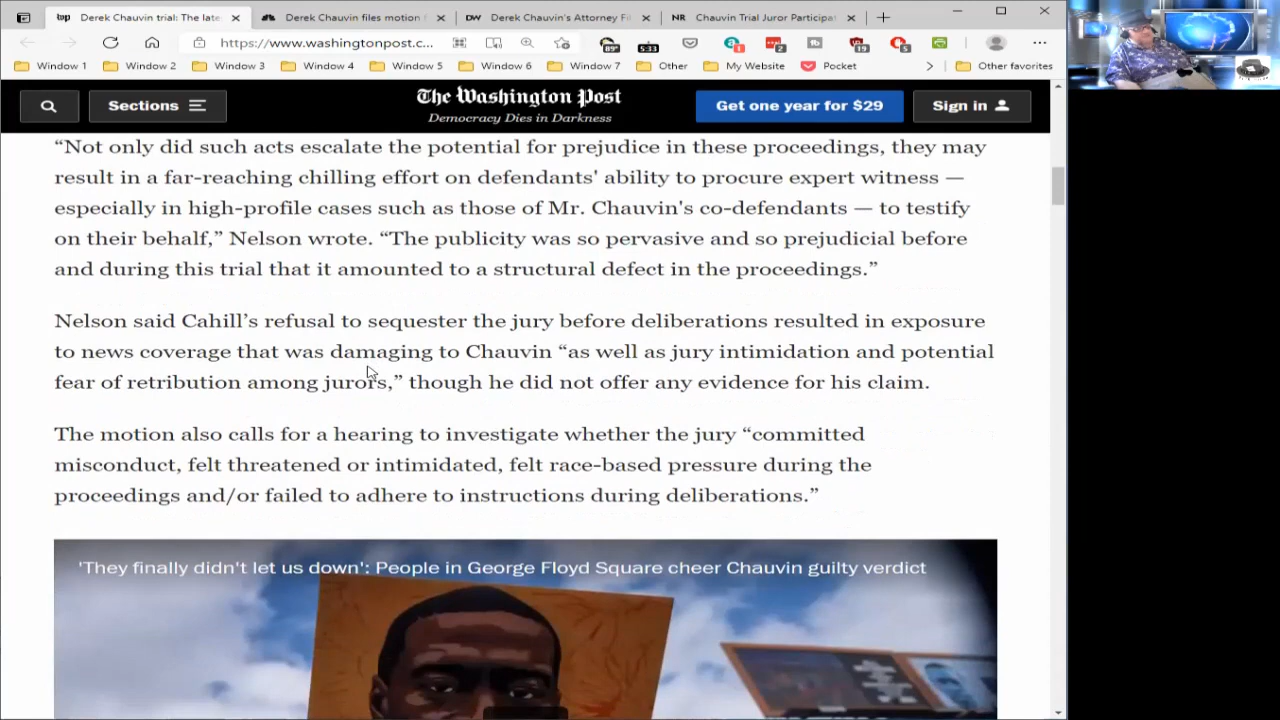 Derek Chauvin trial: The late
Derek Chauvin files motion f
DW Derek Chauvin's Attorney Fi
NR Chauvin Trial Juror Participat
https://www.washingtonpost.c...
89°
5:33
1
2
19
5
Window 1
Window 2
Window 3
Window 4
Window 5
Window 6
Window 7
Other
My Website
Pocket
Other favorites
Sections
The Washington Post
Democracy Dies in Darkness
Get one year for $29
Sign in
“Not only did such acts escalate the potential for prejudice in these proceedings, they may
result in a far-reaching chilling effort on defendants' ability to procure expert witness —
especially in high-profile cases such as those of Mr. Chauvin's co-defendants — to testify
on their behalf,” Nelson wrote. “The publicity was so pervasive and so prejudicial before
and during this trial that it amounted to a structural defect in the proceedings.”
Nelson said Cahill’s refusal to sequester the jury before deliberations resulted in exposure
to news coverage that was damaging to Chauvin “as well as jury intimidation and potential
fear of retribution among jurors,” though he did not offer any evidence for his claim.
The motion also calls for a hearing to investigate whether the jury “committed
misconduct, felt threatened or intimidated, felt race-based pressure during the
proceedings and/or failed to adhere to instructions during deliberations.”
'They finally didn't let us down': People in George Floyd Square cheer Chauvin guilty verdict